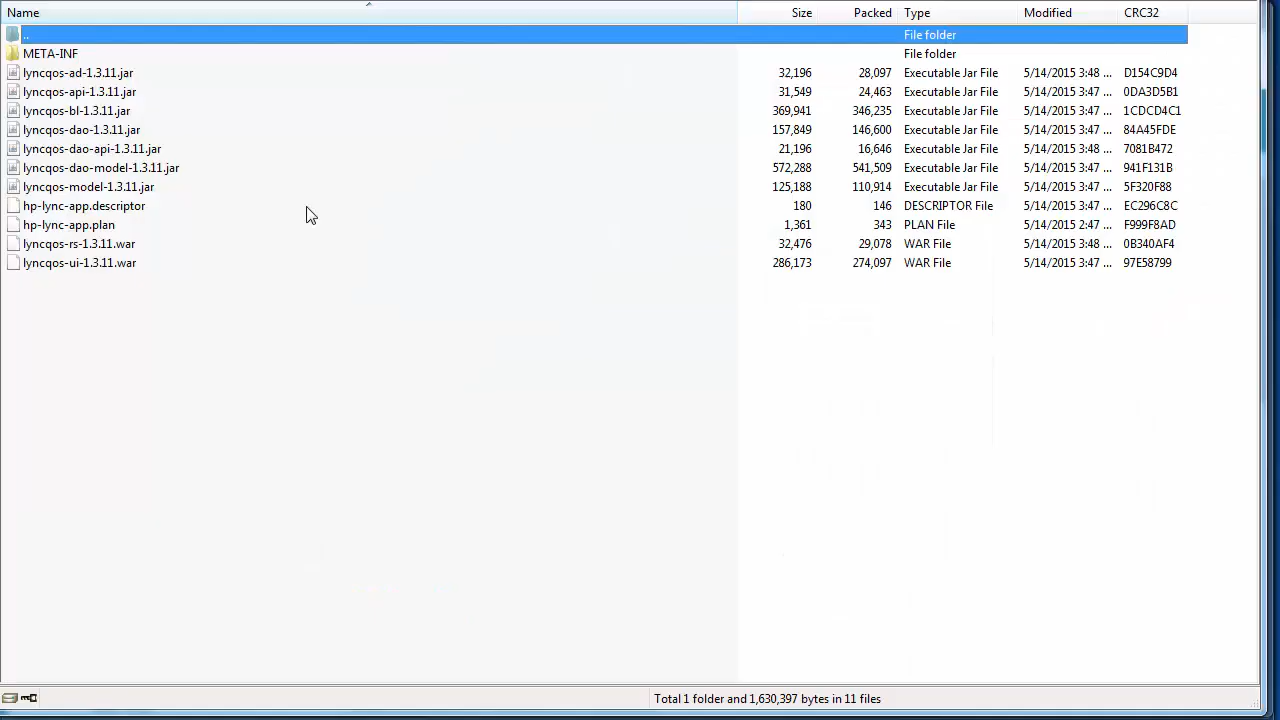 Name Size Packed Type Modified CRC32
.. File folder
META-INF File folder
lyncqos-ad-1.3.11.jar 32,196 28,097 Executable Jar File 5/14/2015 3:48 ... D154C9D4
lyncqos-api-1.3.11.jar 31,549 24,463 Executable Jar File 5/14/2015 3:47 ... 0DA3D5B1
lyncqos-bl-1.3.11.jar 369,941 346,235 Executable Jar File 5/14/2015 3:47 ... 1CDCD4C1
lyncqos-dao-1.3.11.jar 157,849 146,600 Executable Jar File 5/14/2015 3:47 ... 84A45FDE
lyncqos-dao-api-1.3.11.jar 21,196 16,646 Executable Jar File 5/14/2015 3:48 ... 7081B472
lyncqos-dao-model-1.3.11.jar 572,288 541,509 Executable Jar File 5/14/2015 3:47 ... 941F131B
lyncqos-model-1.3.11.jar 125,188 110,914 Executable Jar File 5/14/2015 3:47 ... 5F320F88
hp-lync-app.descriptor 180 146 DESCRIPTOR File 5/14/2015 2:47 ... EC296C8C
hp-lync-app.plan 1,361 343 PLAN File 5/14/2015 2:47 ... F999F8AD
lyncqos-rs-1.3.11.war 32,476 29,078 WAR File 5/14/2015 3:48 ... 0B340AF4
lyncqos-ui-1.3.11.war 286,173 274,097 WAR File 5/14/2015 3:47 ... 97E58799
Total 1 folder and 1,630,397 bytes in 11 files